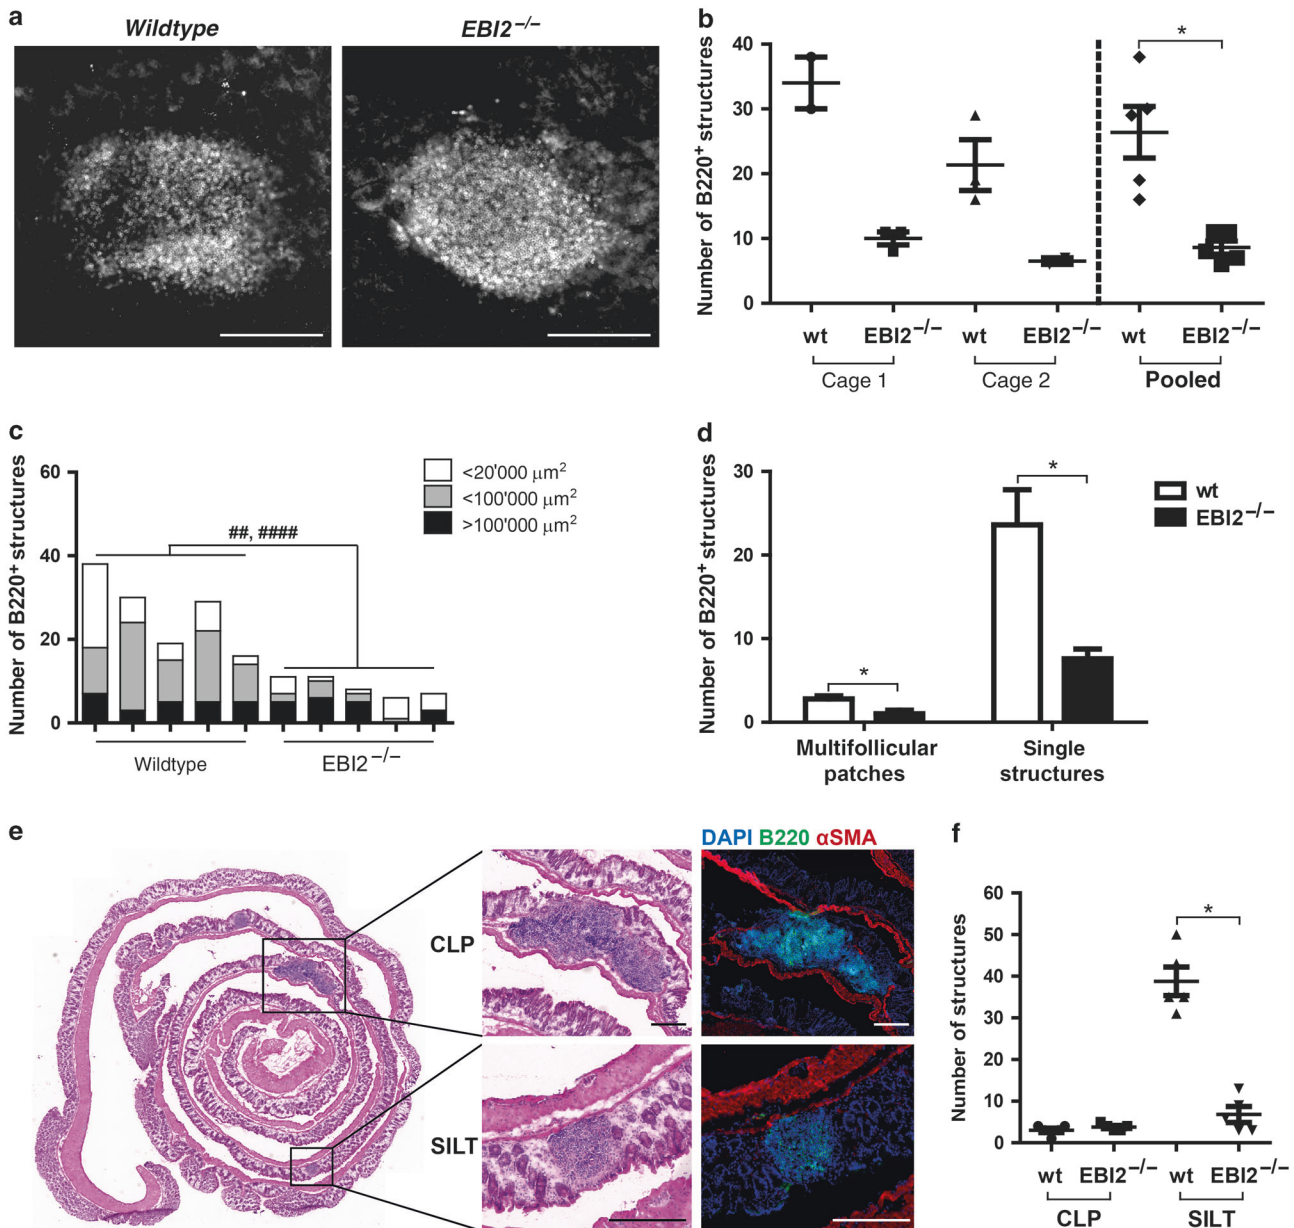 a
Wildtype
EBI2−/−
b
Number of B220+ structures
40
30
20
10
0
*
wt EBI2−/− wt EBI2−/− wt EBI2−/−
Cage 1 Cage 2 Pooled
c
Number of B220+ structures
60
40
20
0
<20'000 μm2
<100'000 μm2
>100'000 μm2
##, ####
Wildtype EBI2−/−
d
Number of B220+ structures
30
20
10
0
*
*
wt
EBI2−/−
Multifollicular patches
Single structures
e
CLP
SILT
DAPI B220 αSMA
f
Number of structures
60
50
40
30
20
10
0
*
wt EBI2−/− wt EBI2−/−
CLP SILT